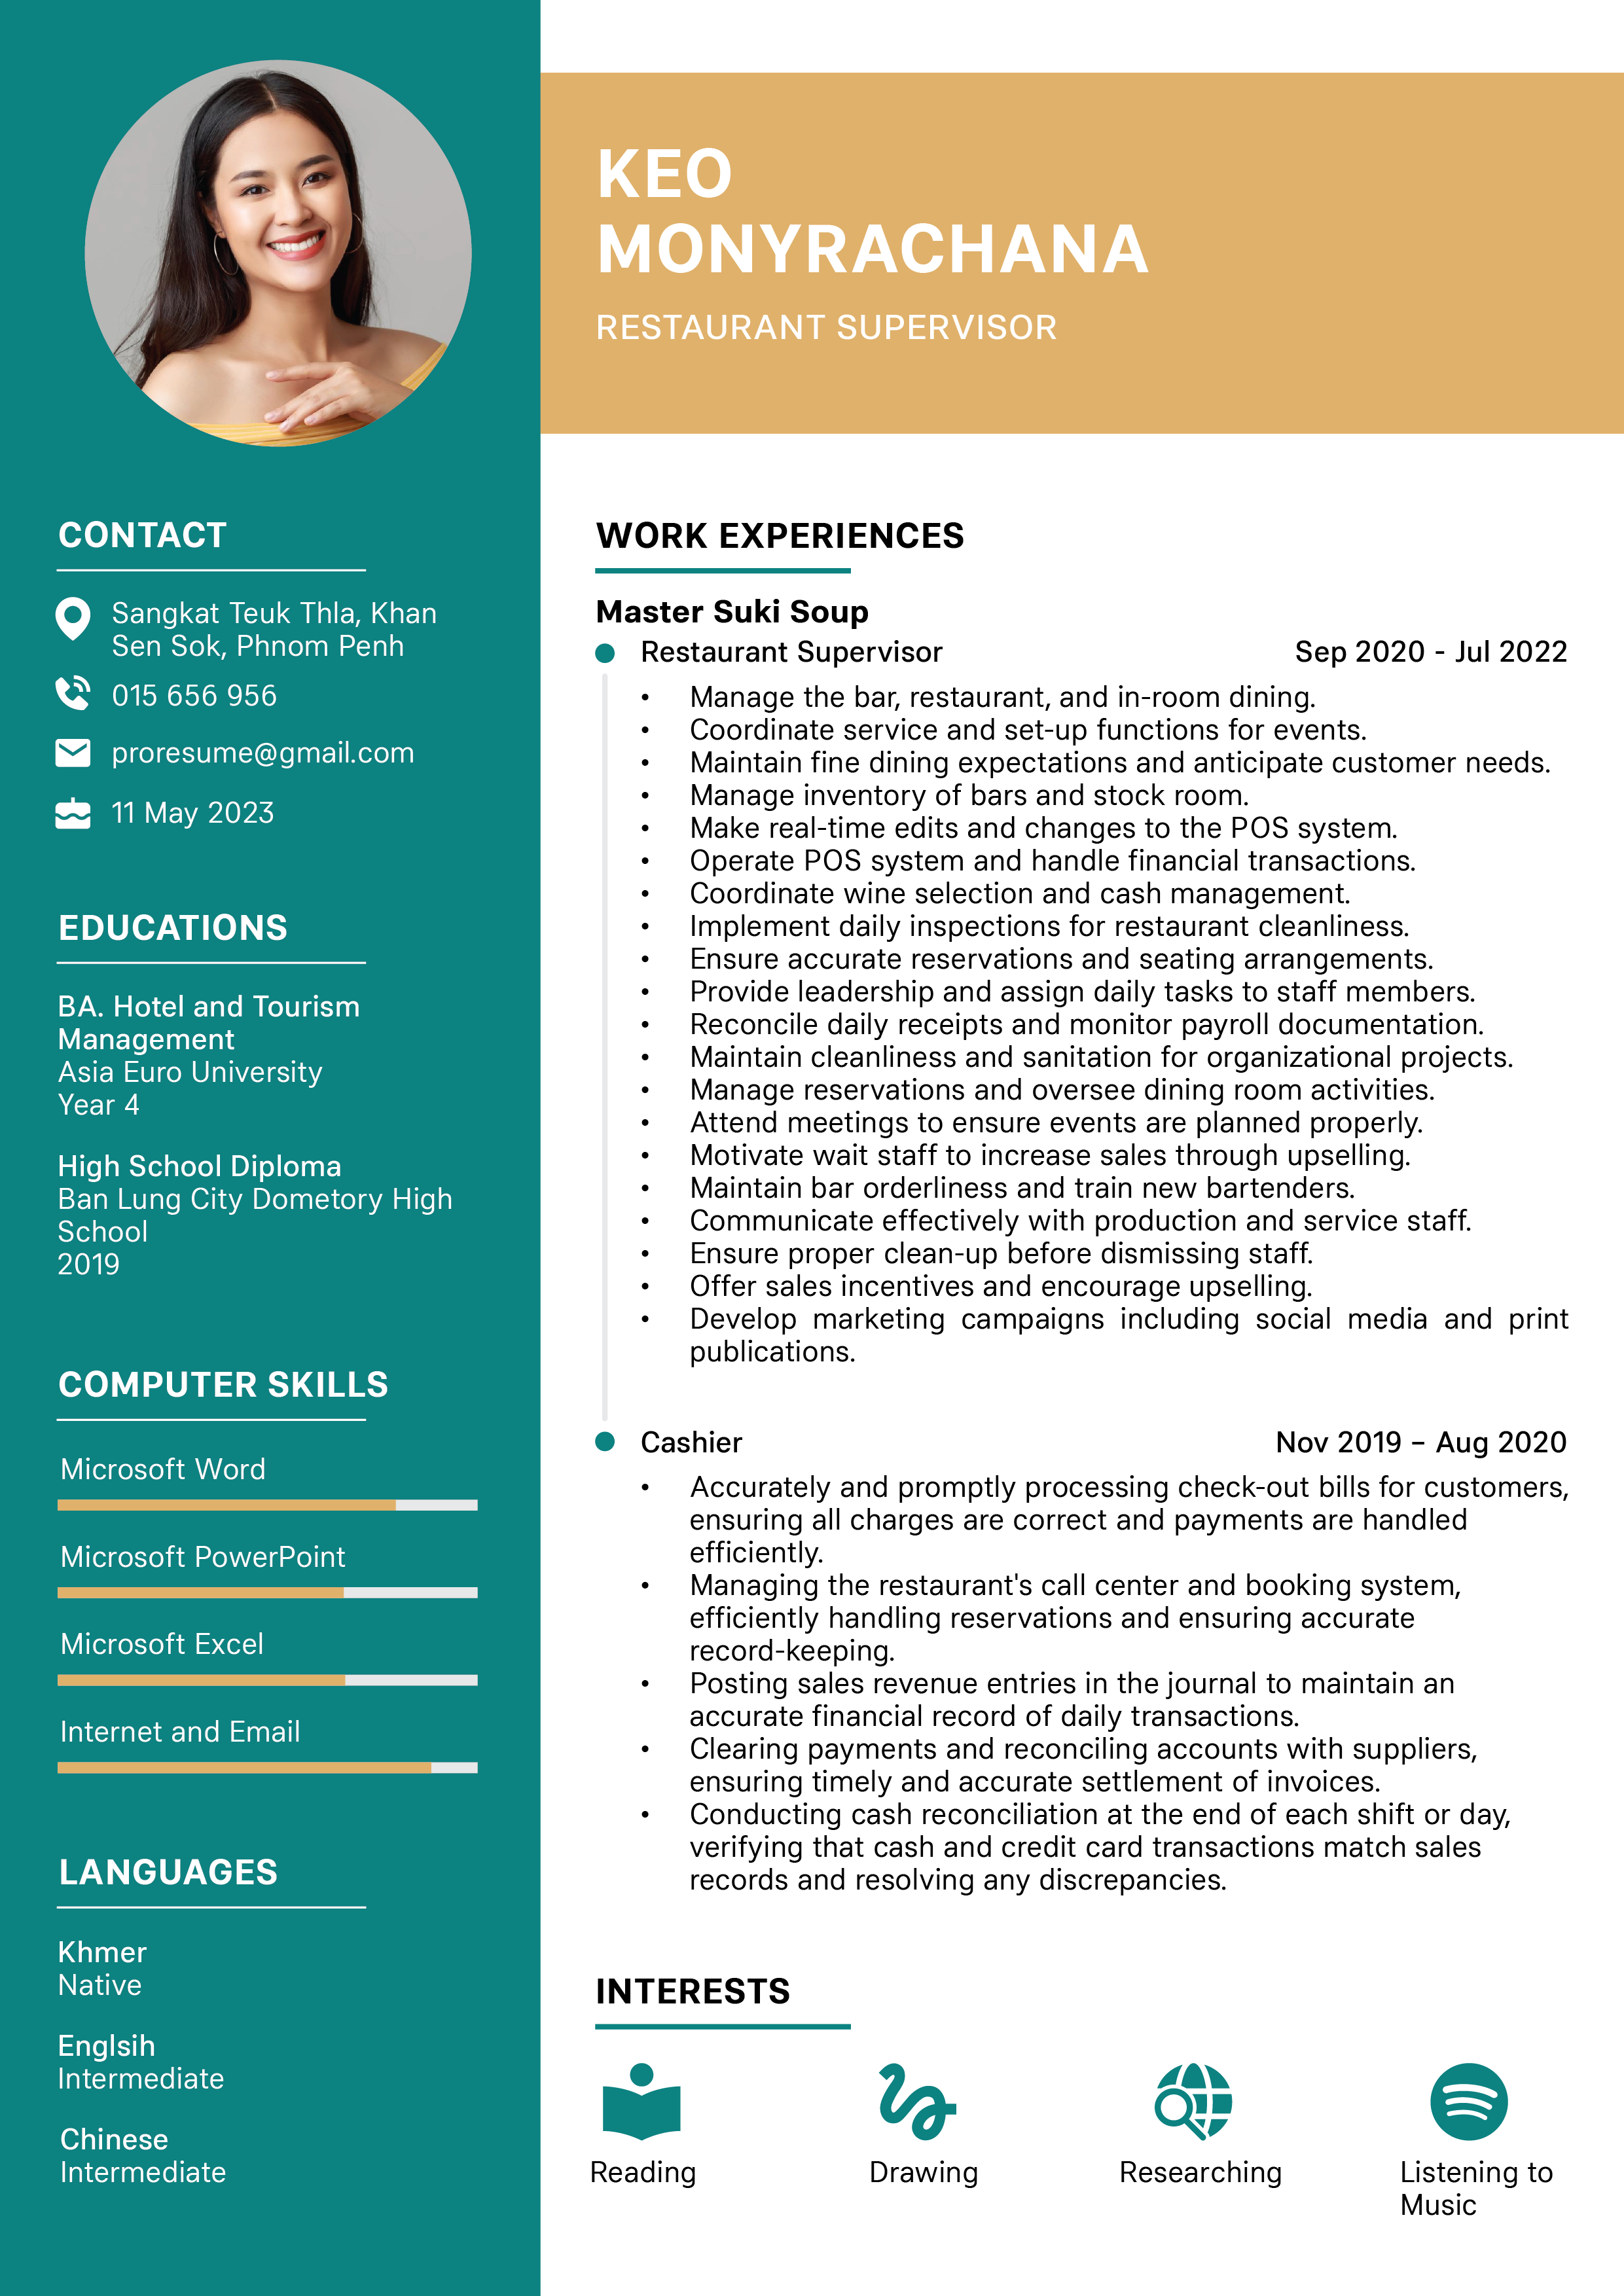 KEO
MONYRACHANA
RESTAURANT SUPERVISOR
CONTACT
Sangkat Teuk Thla, Khan
Sen Sok, Phnom Penh
015 656 956
proresume@gmail.com
11 May 2023
EDUCATIONS
BA. Hotel and Tourism
Management
Asia Euro University
Year 4
High School Diploma
Ban Lung City Dometory High
School
2019
COMPUTER SKILLS
Microsoft Word
Microsoft PowerPoint
Microsoft Excel
Internet and Email
LANGUAGES
Khmer
Native
Englsih
Intermediate
Chinese
Intermediate
WORK EXPERIENCES
Master Suki Soup
Restaurant Supervisor Sep 2020 - Jul 2022
• Manage the bar, restaurant, and in-room dining.
• Coordinate service and set-up functions for events.
• Maintain fine dining expectations and anticipate customer needs.
• Manage inventory of bars and stock room.
• Make real-time edits and changes to the POS system.
• Operate POS system and handle financial transactions.
• Coordinate wine selection and cash management.
• Implement daily inspections for restaurant cleanliness.
• Ensure accurate reservations and seating arrangements.
• Provide leadership and assign daily tasks to staff members.
• Reconcile daily receipts and monitor payroll documentation.
• Maintain cleanliness and sanitation for organizational projects.
• Manage reservations and oversee dining room activities.
• Attend meetings to ensure events are planned properly.
• Motivate wait staff to increase sales through upselling.
• Maintain bar orderliness and train new bartenders.
• Communicate effectively with production and service staff.
• Ensure proper clean-up before dismissing staff.
• Offer sales incentives and encourage upselling.
• Develop marketing campaigns including social media and print
publications.
Cashier Nov 2019 – Aug 2020
• Accurately and promptly processing check-out bills for customers,
ensuring all charges are correct and payments are handled
efficiently.
• Managing the restaurant's call center and booking system,
efficiently handling reservations and ensuring accurate
record-keeping.
• Posting sales revenue entries in the journal to maintain an
accurate financial record of daily transactions.
• Clearing payments and reconciling accounts with suppliers,
ensuring timely and accurate settlement of invoices.
• Conducting cash reconciliation at the end of each shift or day,
verifying that cash and credit card transactions match sales
records and resolving any discrepancies.
INTERESTS
Reading
Drawing
Researching
Listening to
Music